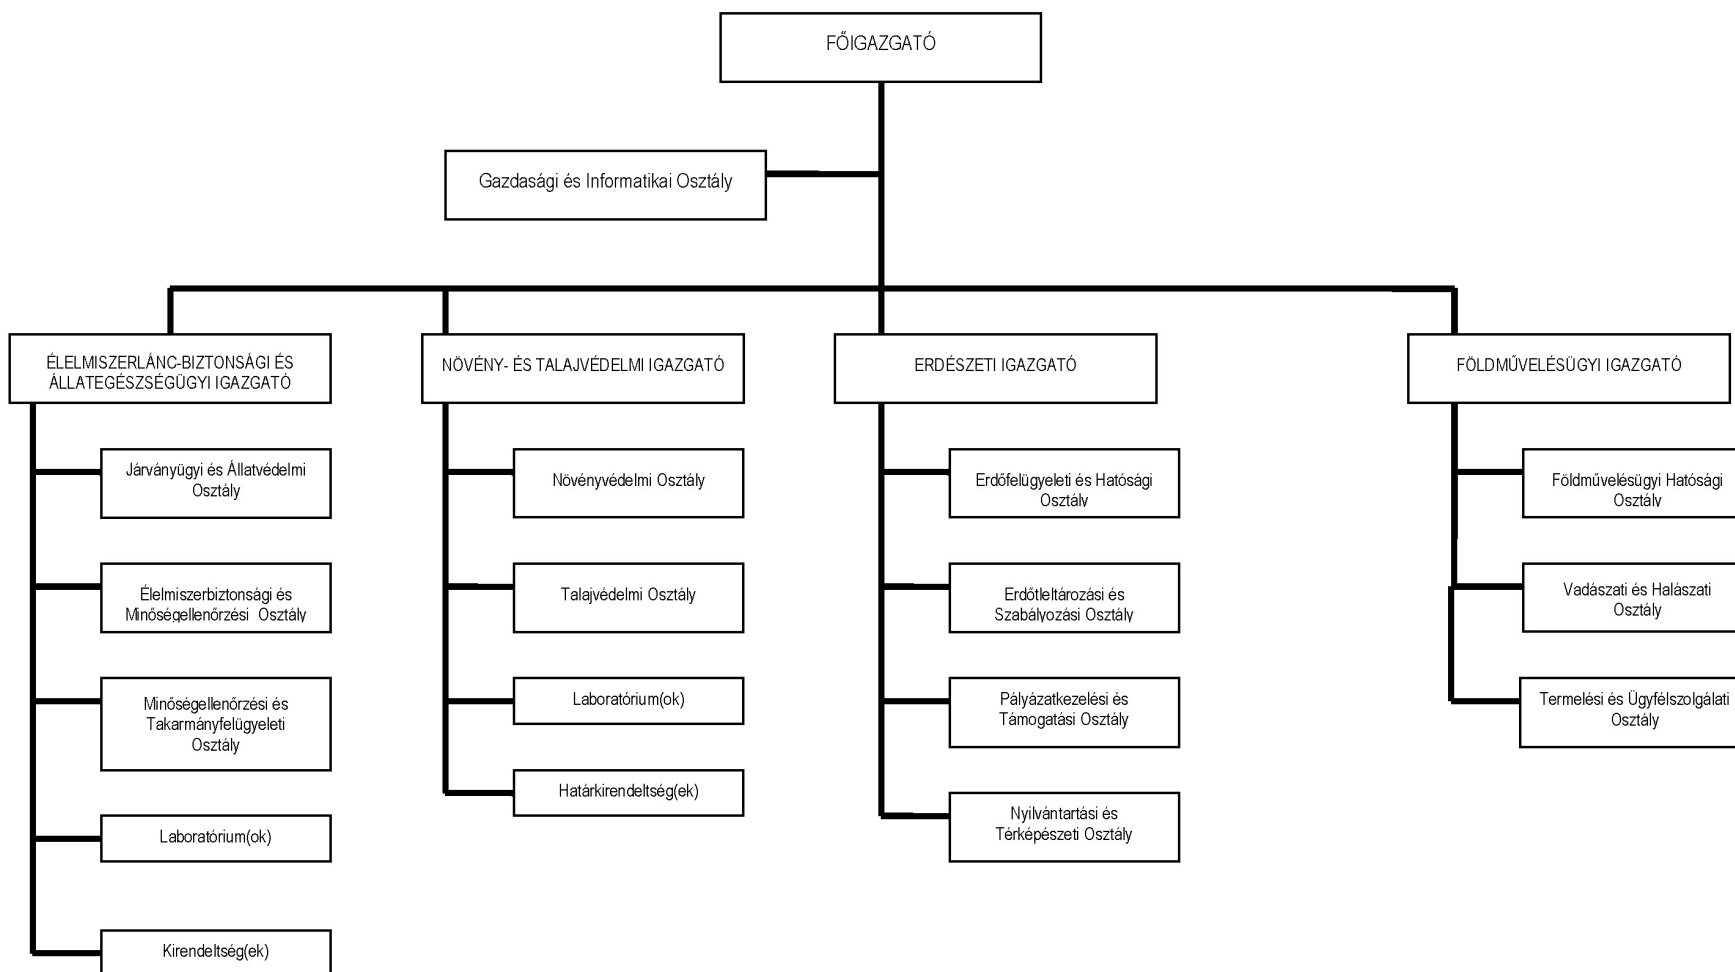 FŐIGAZGATÓ
Gazdasági és Informatikai Osztály
ÉLELMISZERLÁNC-BIZTONSÁGI ÉS
ÁLLATEGÉSZSÉGÜGYI IGAZGATÓ
Járványügyi és Állatvédelmi
Osztály
Élelmiszerbiztonsági és
Minőségellenőrzési Osztály
Minőségellenőrzési és
Takarmányfelügyeleti
Osztály
Laboratórium(ok)
Kirendeltség(ek)
NÖVÉNY- ÉS TALAJVÉDELMI IGAZGATÓ
Növényvédelmi Osztály
Talajvédelmi Osztály
Laboratórium(ok)
Határkirendeltség(ek)
ERDÉSZETI IGAZGATÓ
Erdőfelügyeleti és Hatósági
Osztály
Erdőtleltározási és
Szabályozási Osztály
Pályázatkezelési és
Támogatási Osztály
Nyilvántartási és
Térképészeti Osztály
FÖLDMŰVELÉSÜGYI IGAZGATÓ
Földművelésügyi Hatósági
Osztály
Vadászati és Halászati
Osztály
Termelési és Ügyfélszolgálati
Osztály